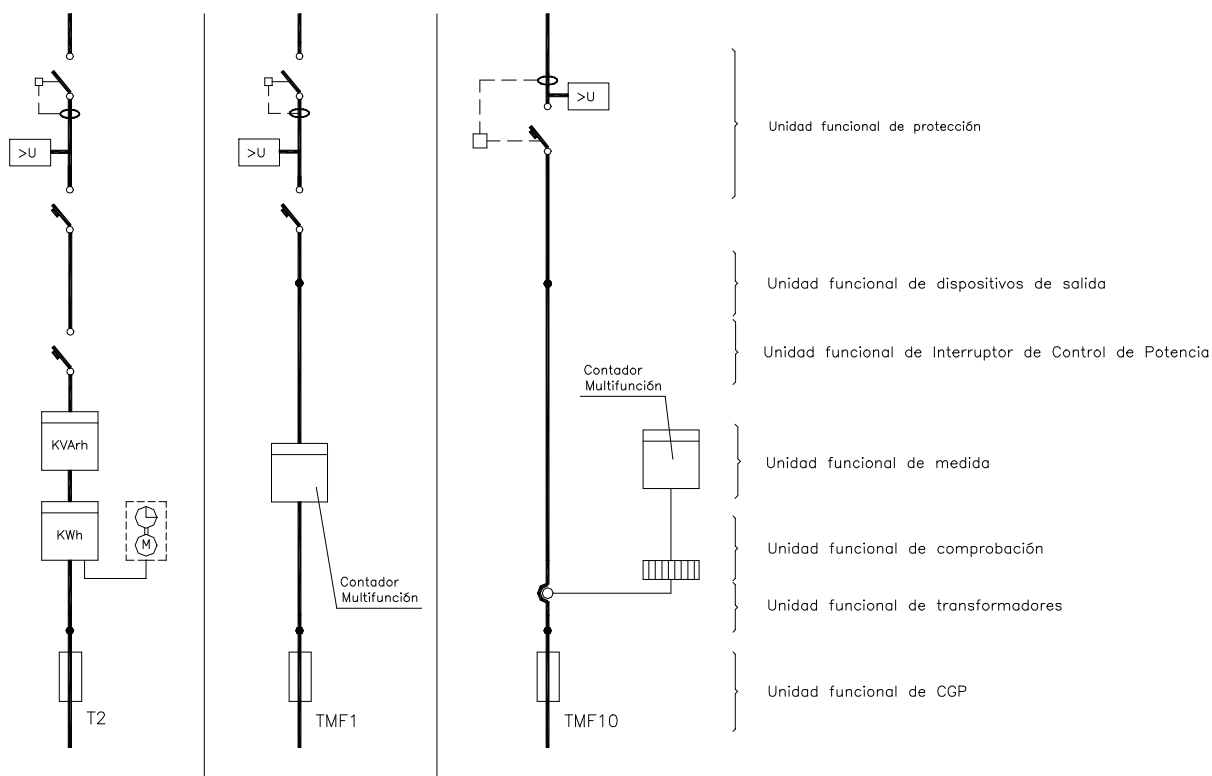 >U
>U
>U
Unidad funcional de protección
Unidad funcional de dispositivos de salida
Unidad funcional de Interruptor de Control de Potencia
Contador
Multifunción
KVArh
Unidad funcional de medida
KWh
M
Unidad funcional de comprobación
Contador
Multifunción
Unidad funcional de transformadores
Unidad funcional de CGP
T2
TMF1
TMF10